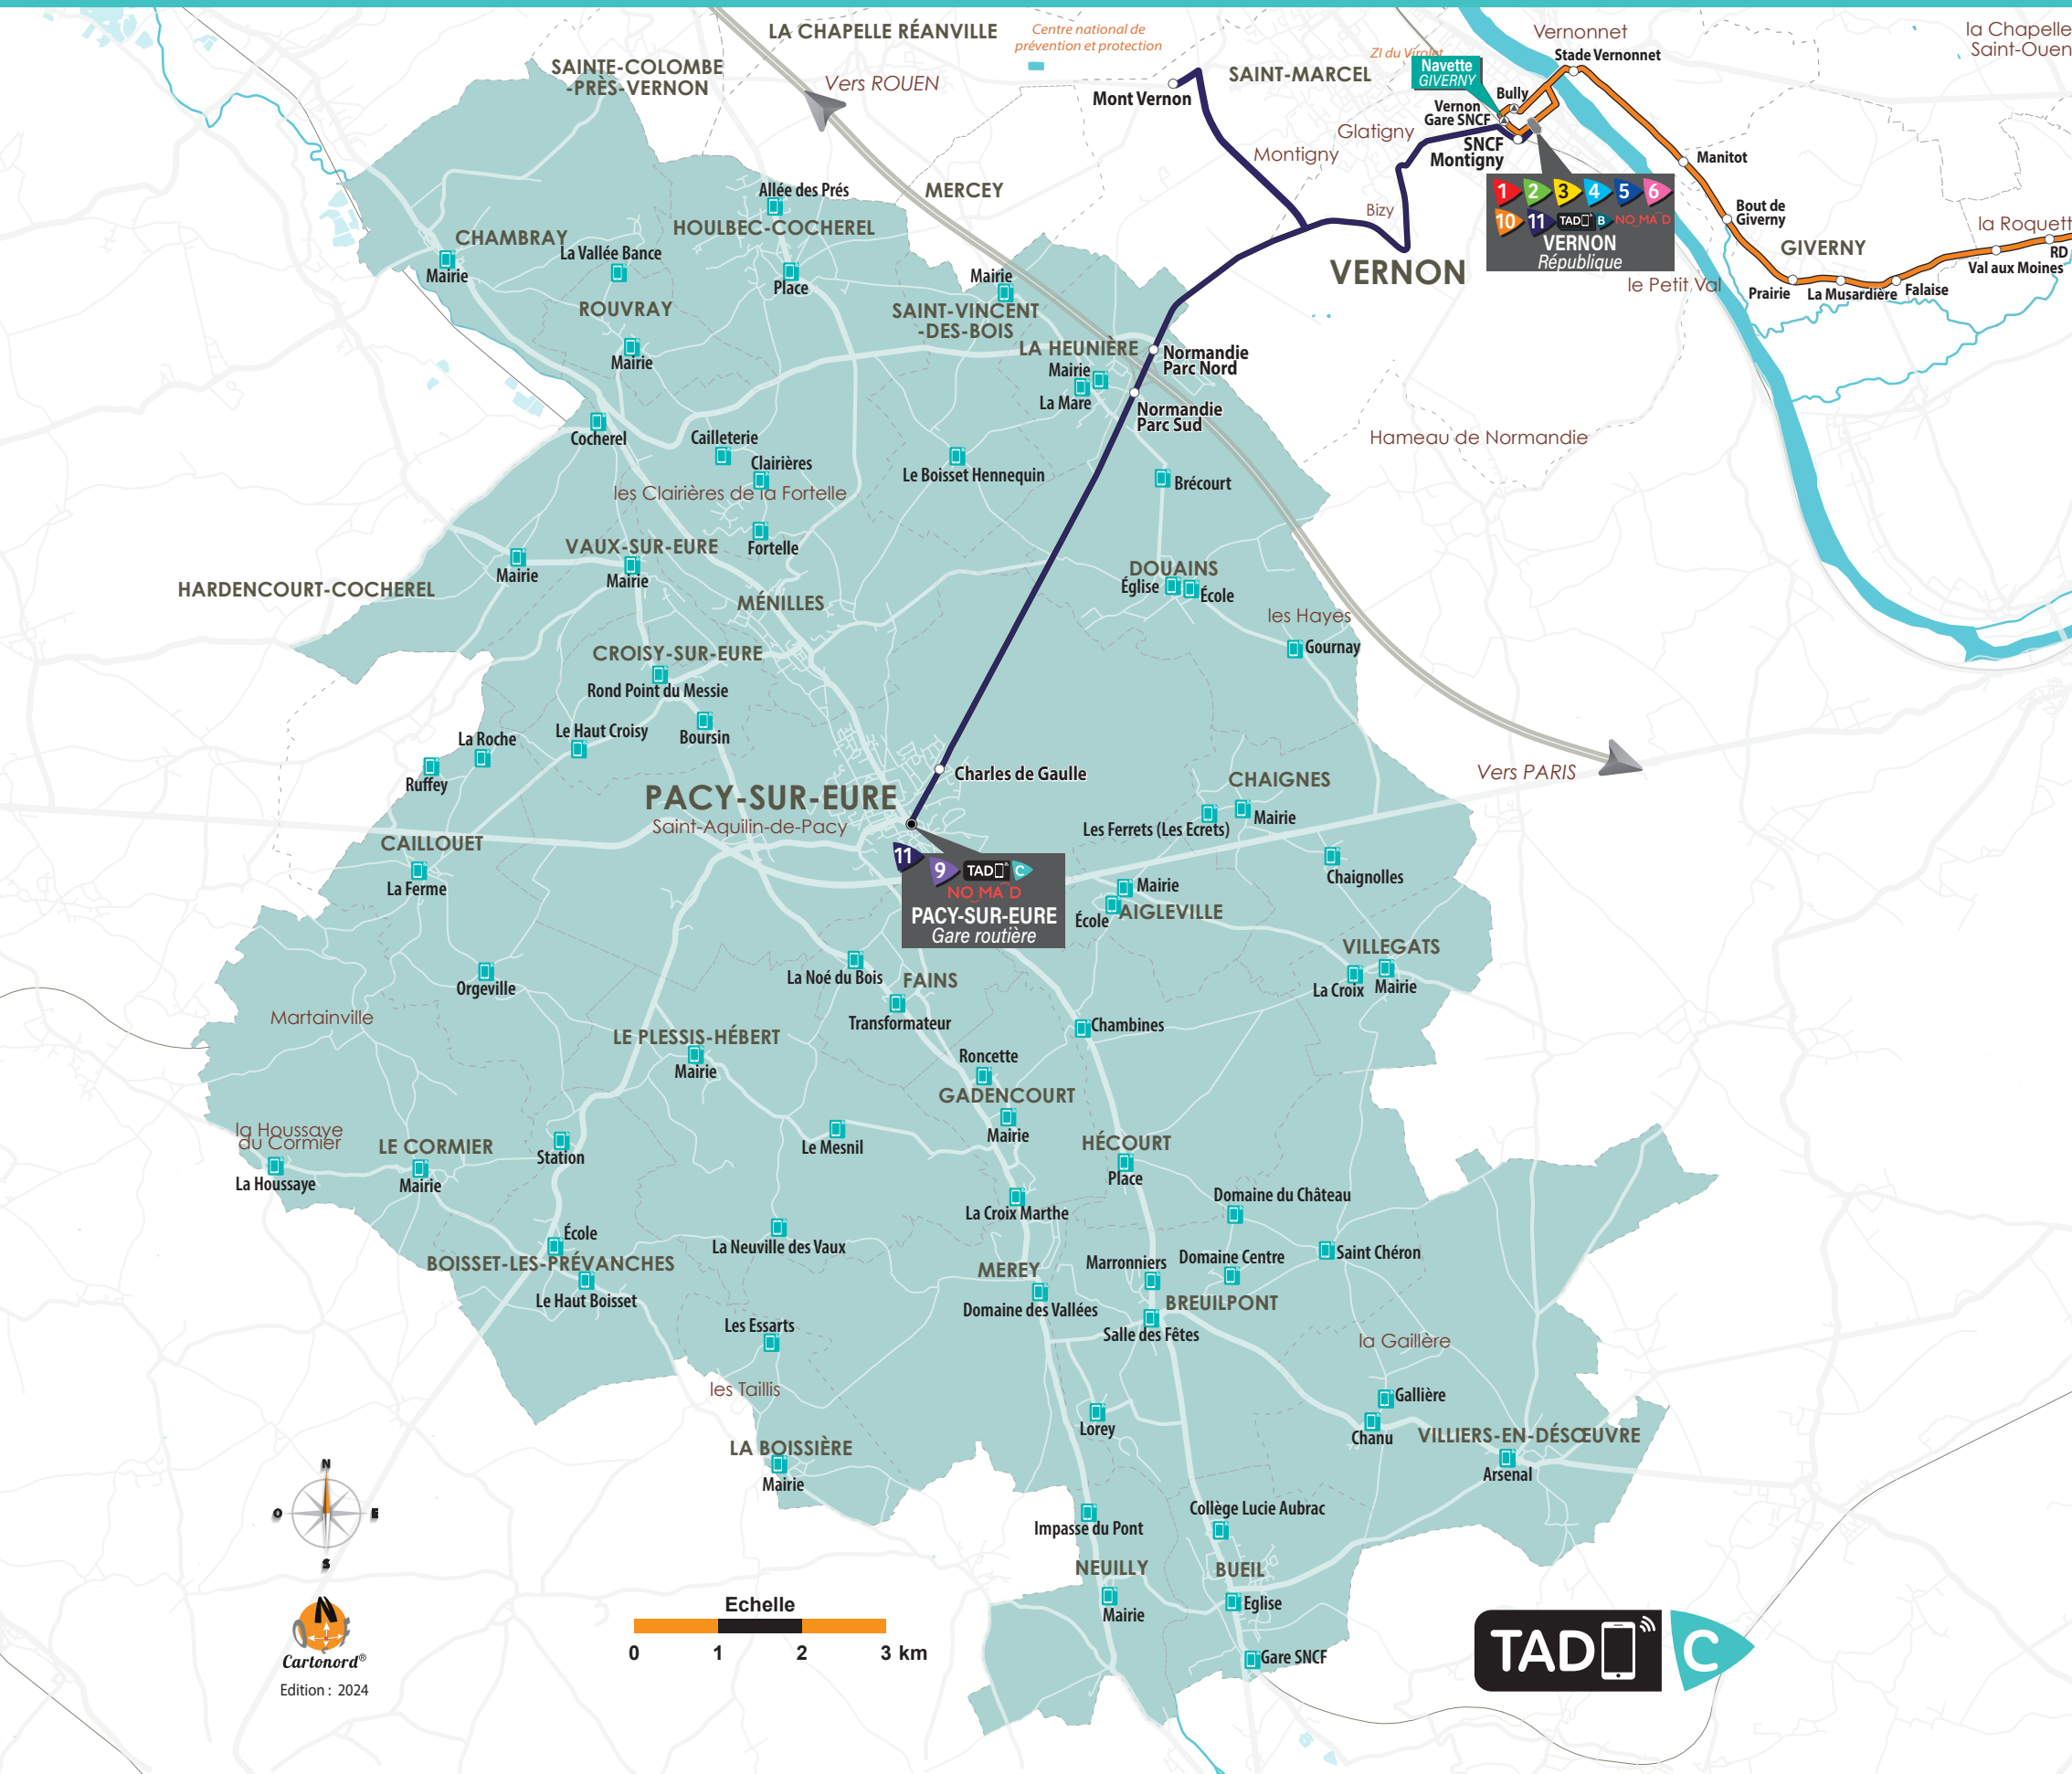 LA CHAPELLE RÉANVILLE
Centre national de
prévention et protection
Vernonnet
la Chapelle
Saint-Ouen
SAINTE-COLOMBE
-PRÈS-VERNON
Vers ROUEN
Mont Vernon
SAINT-MARCEL
ZI du Virolet
Navette
GIVERNY
Stade Vernonnet
Bully
Vernon
Gare SNCF
Glatigny
SNCF
Montigny
Montigny
Manitot
1 2 3 4 5 6
10 11 TAD B NOMAD
VERNON
République
Bizy
VERNON
Bout de
Giverny
GIVERNY
la Roquett
RD
Val aux Moines
Prairie
La Musardière
Falaise
le Petit Val
MERCEY
Allée des Prés
HOULBEC-COCHEREL
Place
CHAMBRAY
Mairie
La Vallée Bance
ROUVRAY
Mairie
Mairie
SAINT-VINCENT
-DES-BOIS
LA HEUNIÈRE
Mairie
La Mare
Normandie
Parc Nord
Normandie
Parc Sud
Hameau de Normandie
Cocherel
Cailleterie
Clairières
les Clairières de la Fortelle
Le Boisset Hennequin
Brécourt
Fortelle
VAUX-SUR-EURE
Mairie
Mairie
HARDENCOURT-COCHEREL
MÉNILLES
DOUAINS
Église
École
les Hayes
Gournay
CROISY-SUR-EURE
Rond Point du Messie
Le Haut Croisy
Boursin
La Roche
Ruffey
Charles de Gaulle
PACY-SUR-EURE
Saint-Aquilin-de-Pacy
11 9 TAD C
NOMAD
PACY-SUR-EURE
Gare routière
Vers PARIS
CHAIGNES
Mairie
Les Ferrets (Les Ecrets)
Chaignolles
CAILLOUET
La Ferme
Mairie
École
AIGLEVILLE
VILLEGATS
La Croix
Mairie
Orgeville
La Noé du Bois
FAINS
Transformateur
Martainville
LE PLESSIS-HÉBERT
Mairie
Chambines
Roncette
GADENCOURT
Mairie
la Houssaye
du Cormier
La Houssaye
LE CORMIER
Mairie
Station
Le Mesnil
HÉCOURT
Place
La Croix Marthe
Domaine du Château
École
BOISSET-LES-PRÉVANCHES
Le Haut Boisset
La Neuville des Vaux
Saint Chéron
Marronniers
Domaine Centre
MEREY
Domaine des Vallées
BREUILPONT
Salle des Fêtes
Les Essarts
les Taillis
la Gaillère
Gallière
Chanu
VILLIERS-EN-DÉSŒUVRE
Arsenal
Lorey
LA BOISSIÈRE
Mairie
Impasse du Pont
Collège Lucie Aubrac
NEUILLY
Mairie
BUEIL
Eglise
Gare SNCF
N
O
E
S
Cartonord®
Edition : 2024
Echelle
0 1 2 3 km
TAD C